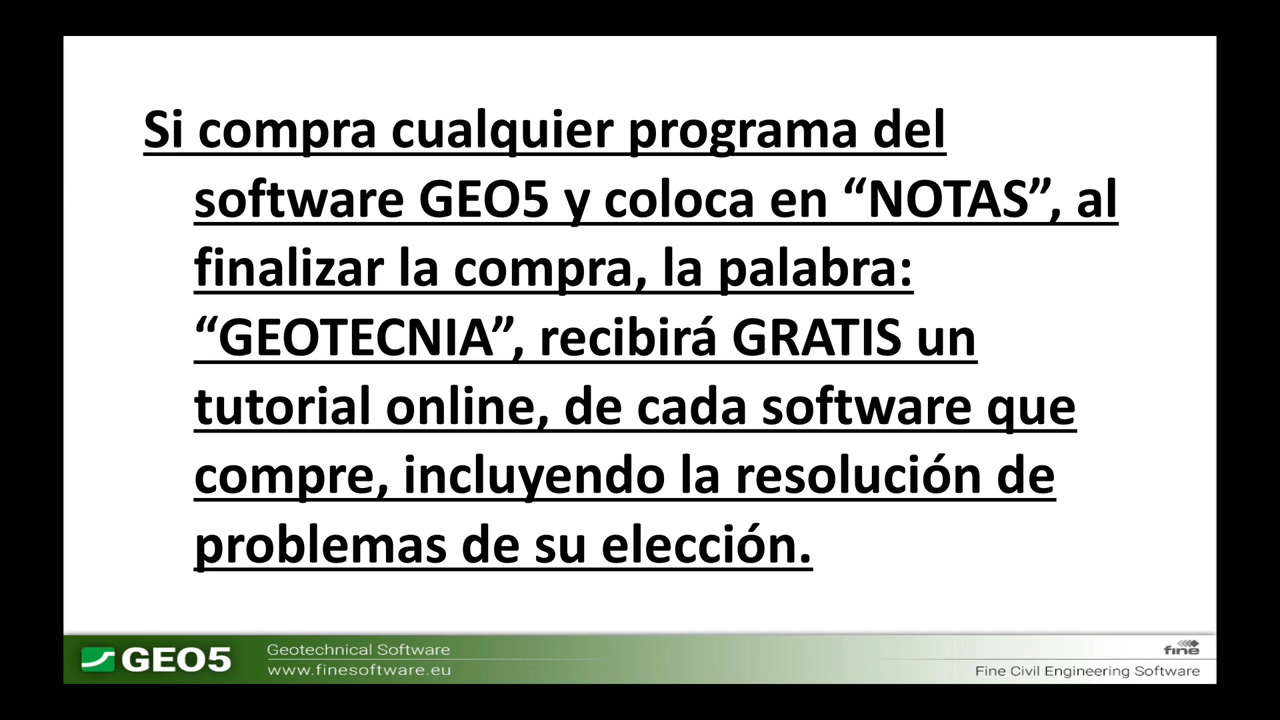 Si compra cualquier programa del
software GEO5 y coloca en “NOTAS”, al
finalizar la compra, la palabra:
“GEOTECNIA”, recibirá GRATIS un
tutorial online, de cada software que
compre, incluyendo la resolución de
problemas de su elección.
GEO5
Geotechnical Software
www.finesoftware.eu
fine
Fine Civil Engineering Software